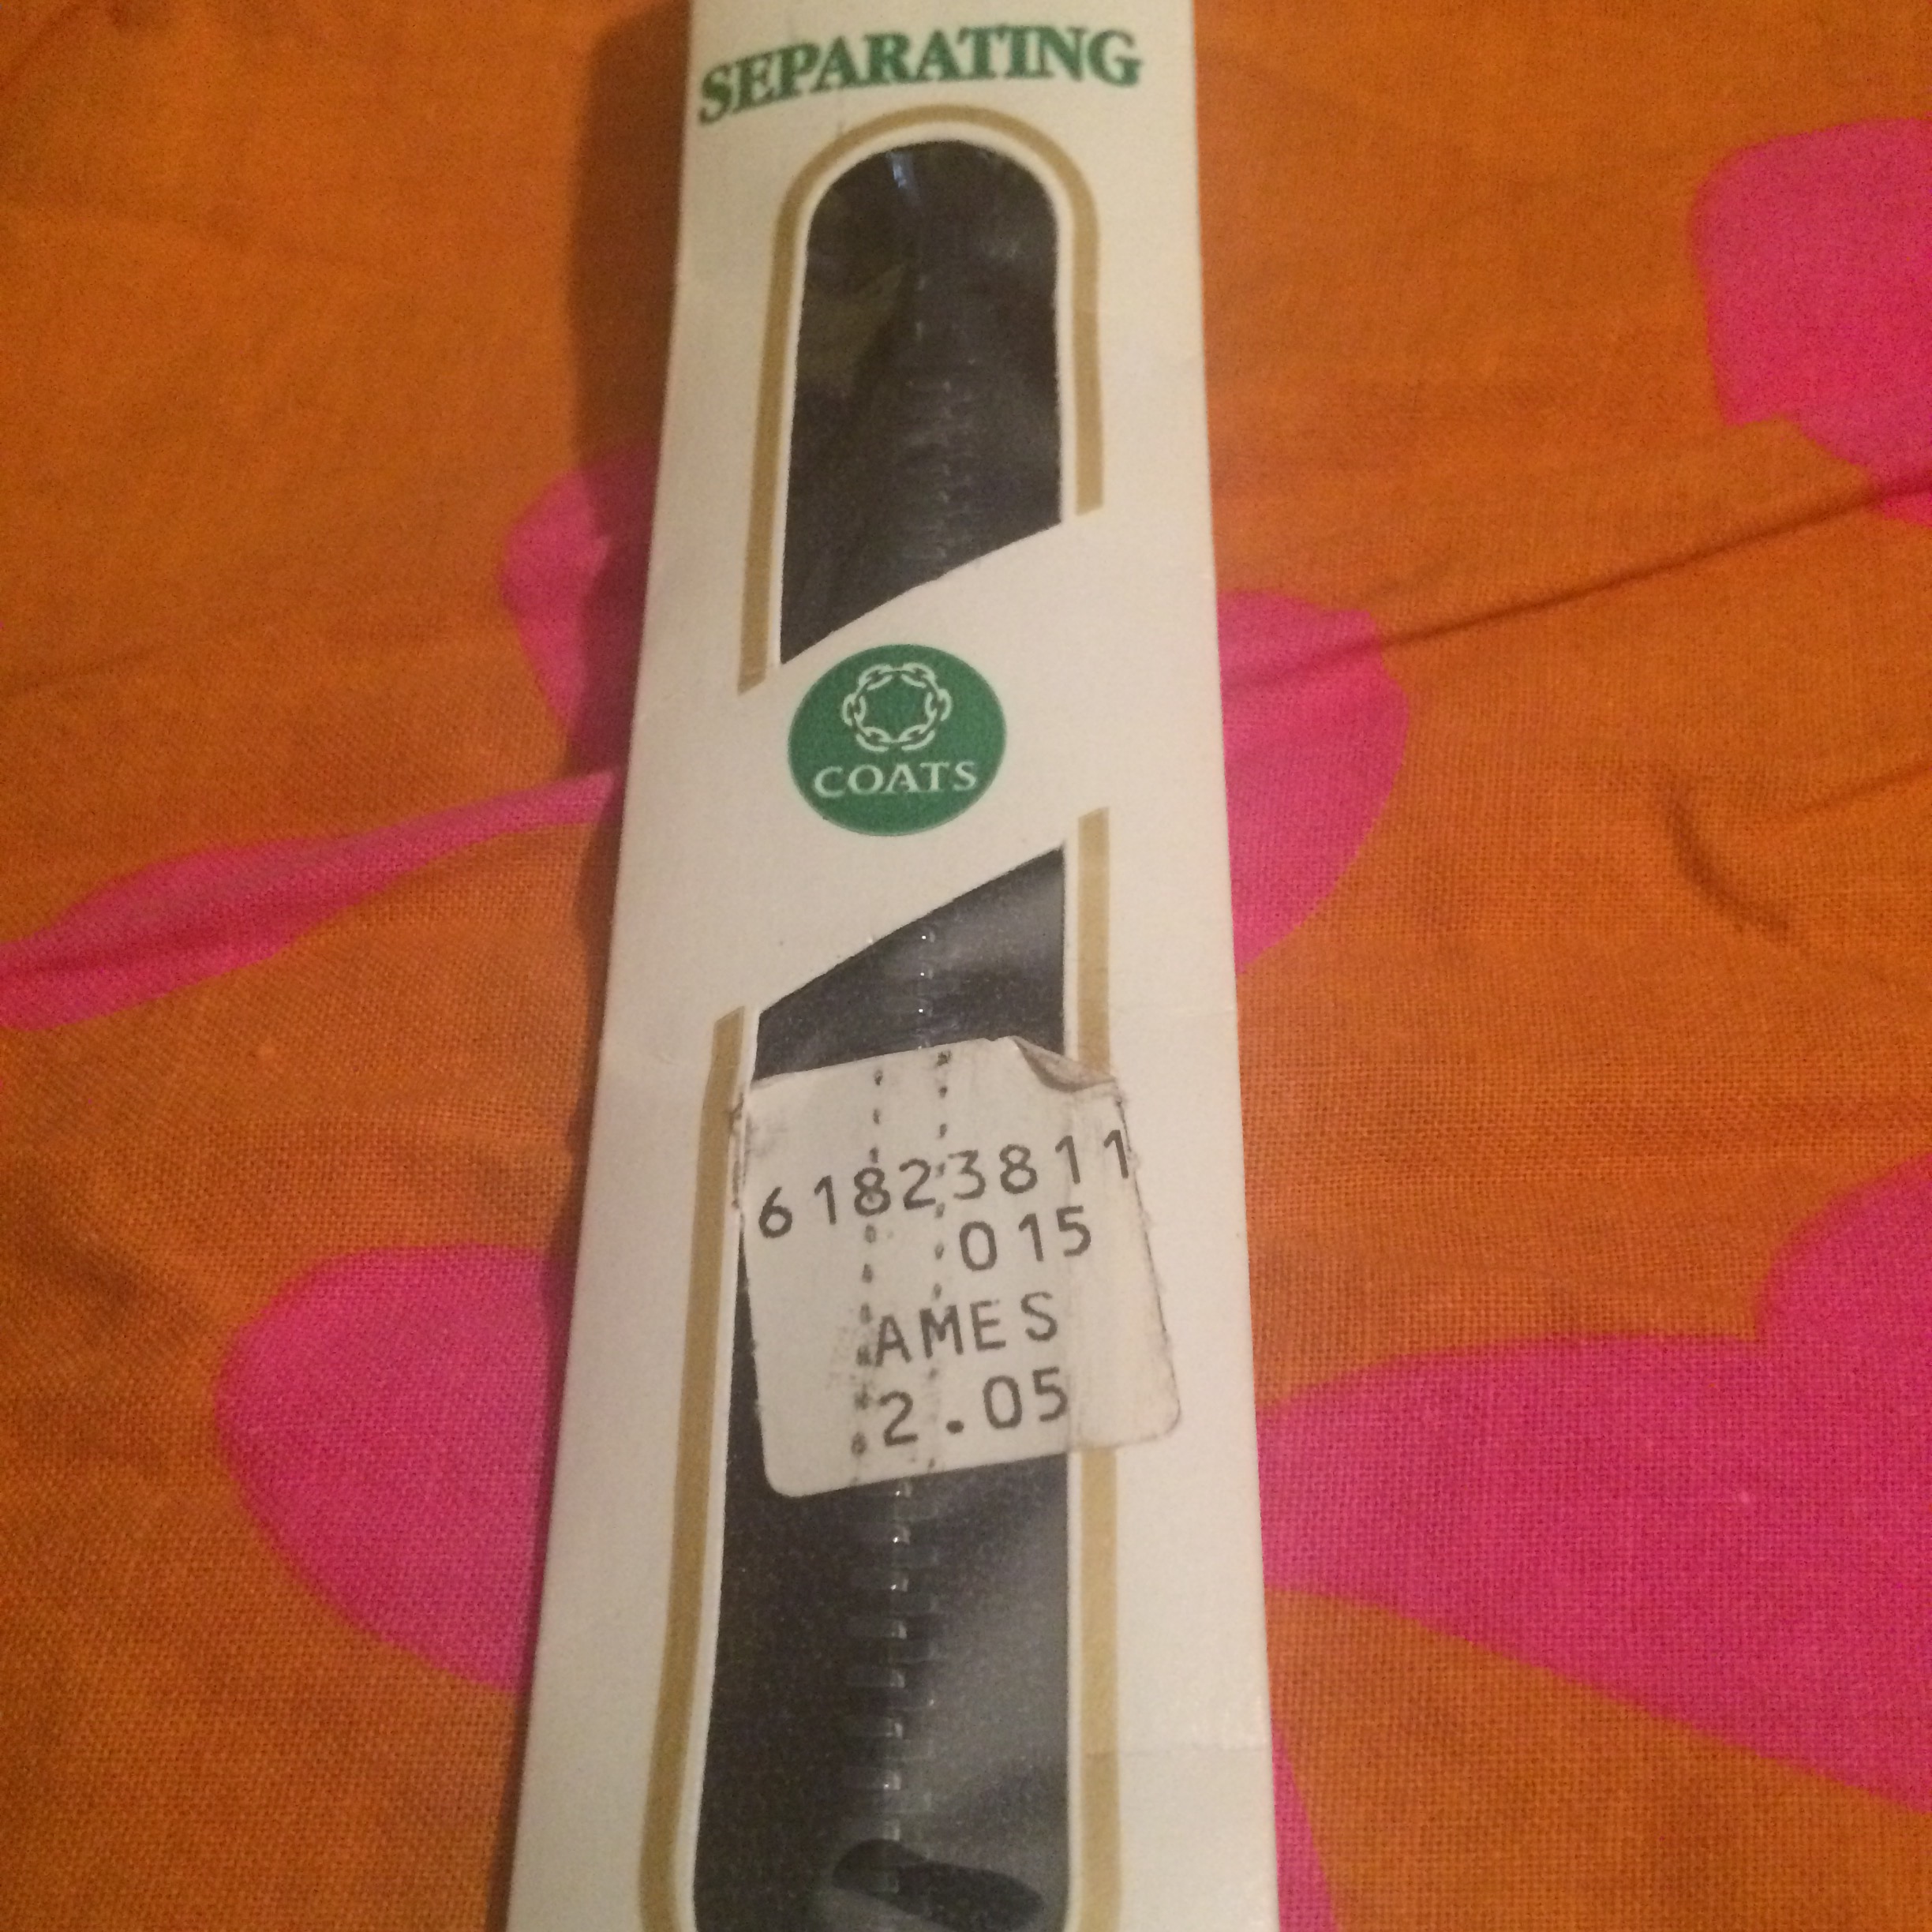 SEPARATING
COATS
61823811
015
AMES
2.05